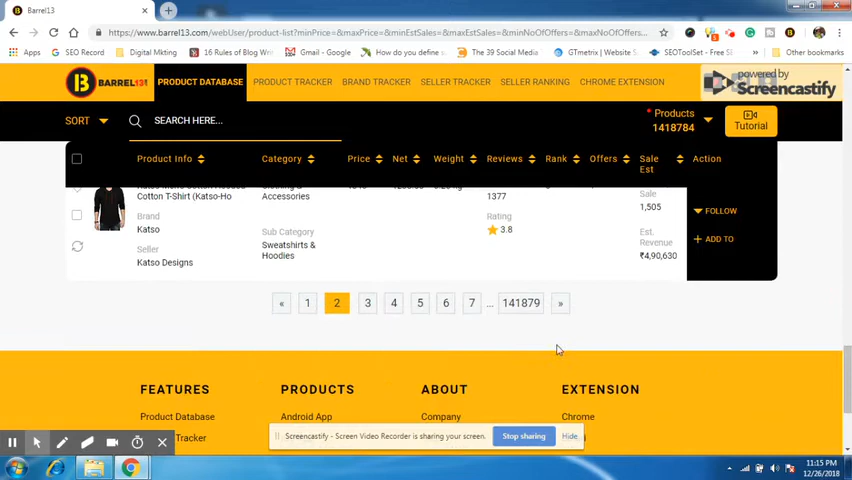 Barrel13
https://www.barrel13.com/webUser/product-list?minPrice=&maxPrice=&minEstSales=&maxEstSales=&minNoOfOffers=&maxNoOfOffers=
Apps SEO Record Digital Mkting 16 Rules of Blog Wri Gmail - Google How do you define The 39 Social Media GTmetrix | Website SEOToolSet - Free SE Other bookmarks
B BARREL13 PRODUCT DATABASE PRODUCT TRACKER BRAND TRACKER SELLER TRACKER SELLER RANKING CHROME EXTENSION
powered by
Screencastify
SORT SEARCH HERE... * Products
1418784
Tutorial
Product Info Category Price Net Weight Reviews Rank Offers Sale
Est Action
Cotton T-Shirt (Katso-Ho Accessories 1377
Sale
1,505
Brand
Katso
Seller
Katso Designs
Sub Category
Sweatshirts &
Hoodies
Rating
3.8
Est.
Revenue
₹4,90,630
FOLLOW
+ ADD TO
« 1 2 3 4 5 6 7 ... 141879 »
FEATURES PRODUCTS ABOUT EXTENSION
Product Database Android App Company Chrome
Tracker
Screencastify - Screen Video Recorder is sharing your screen. Stop sharing Hide
11:15 PM
12/26/2018